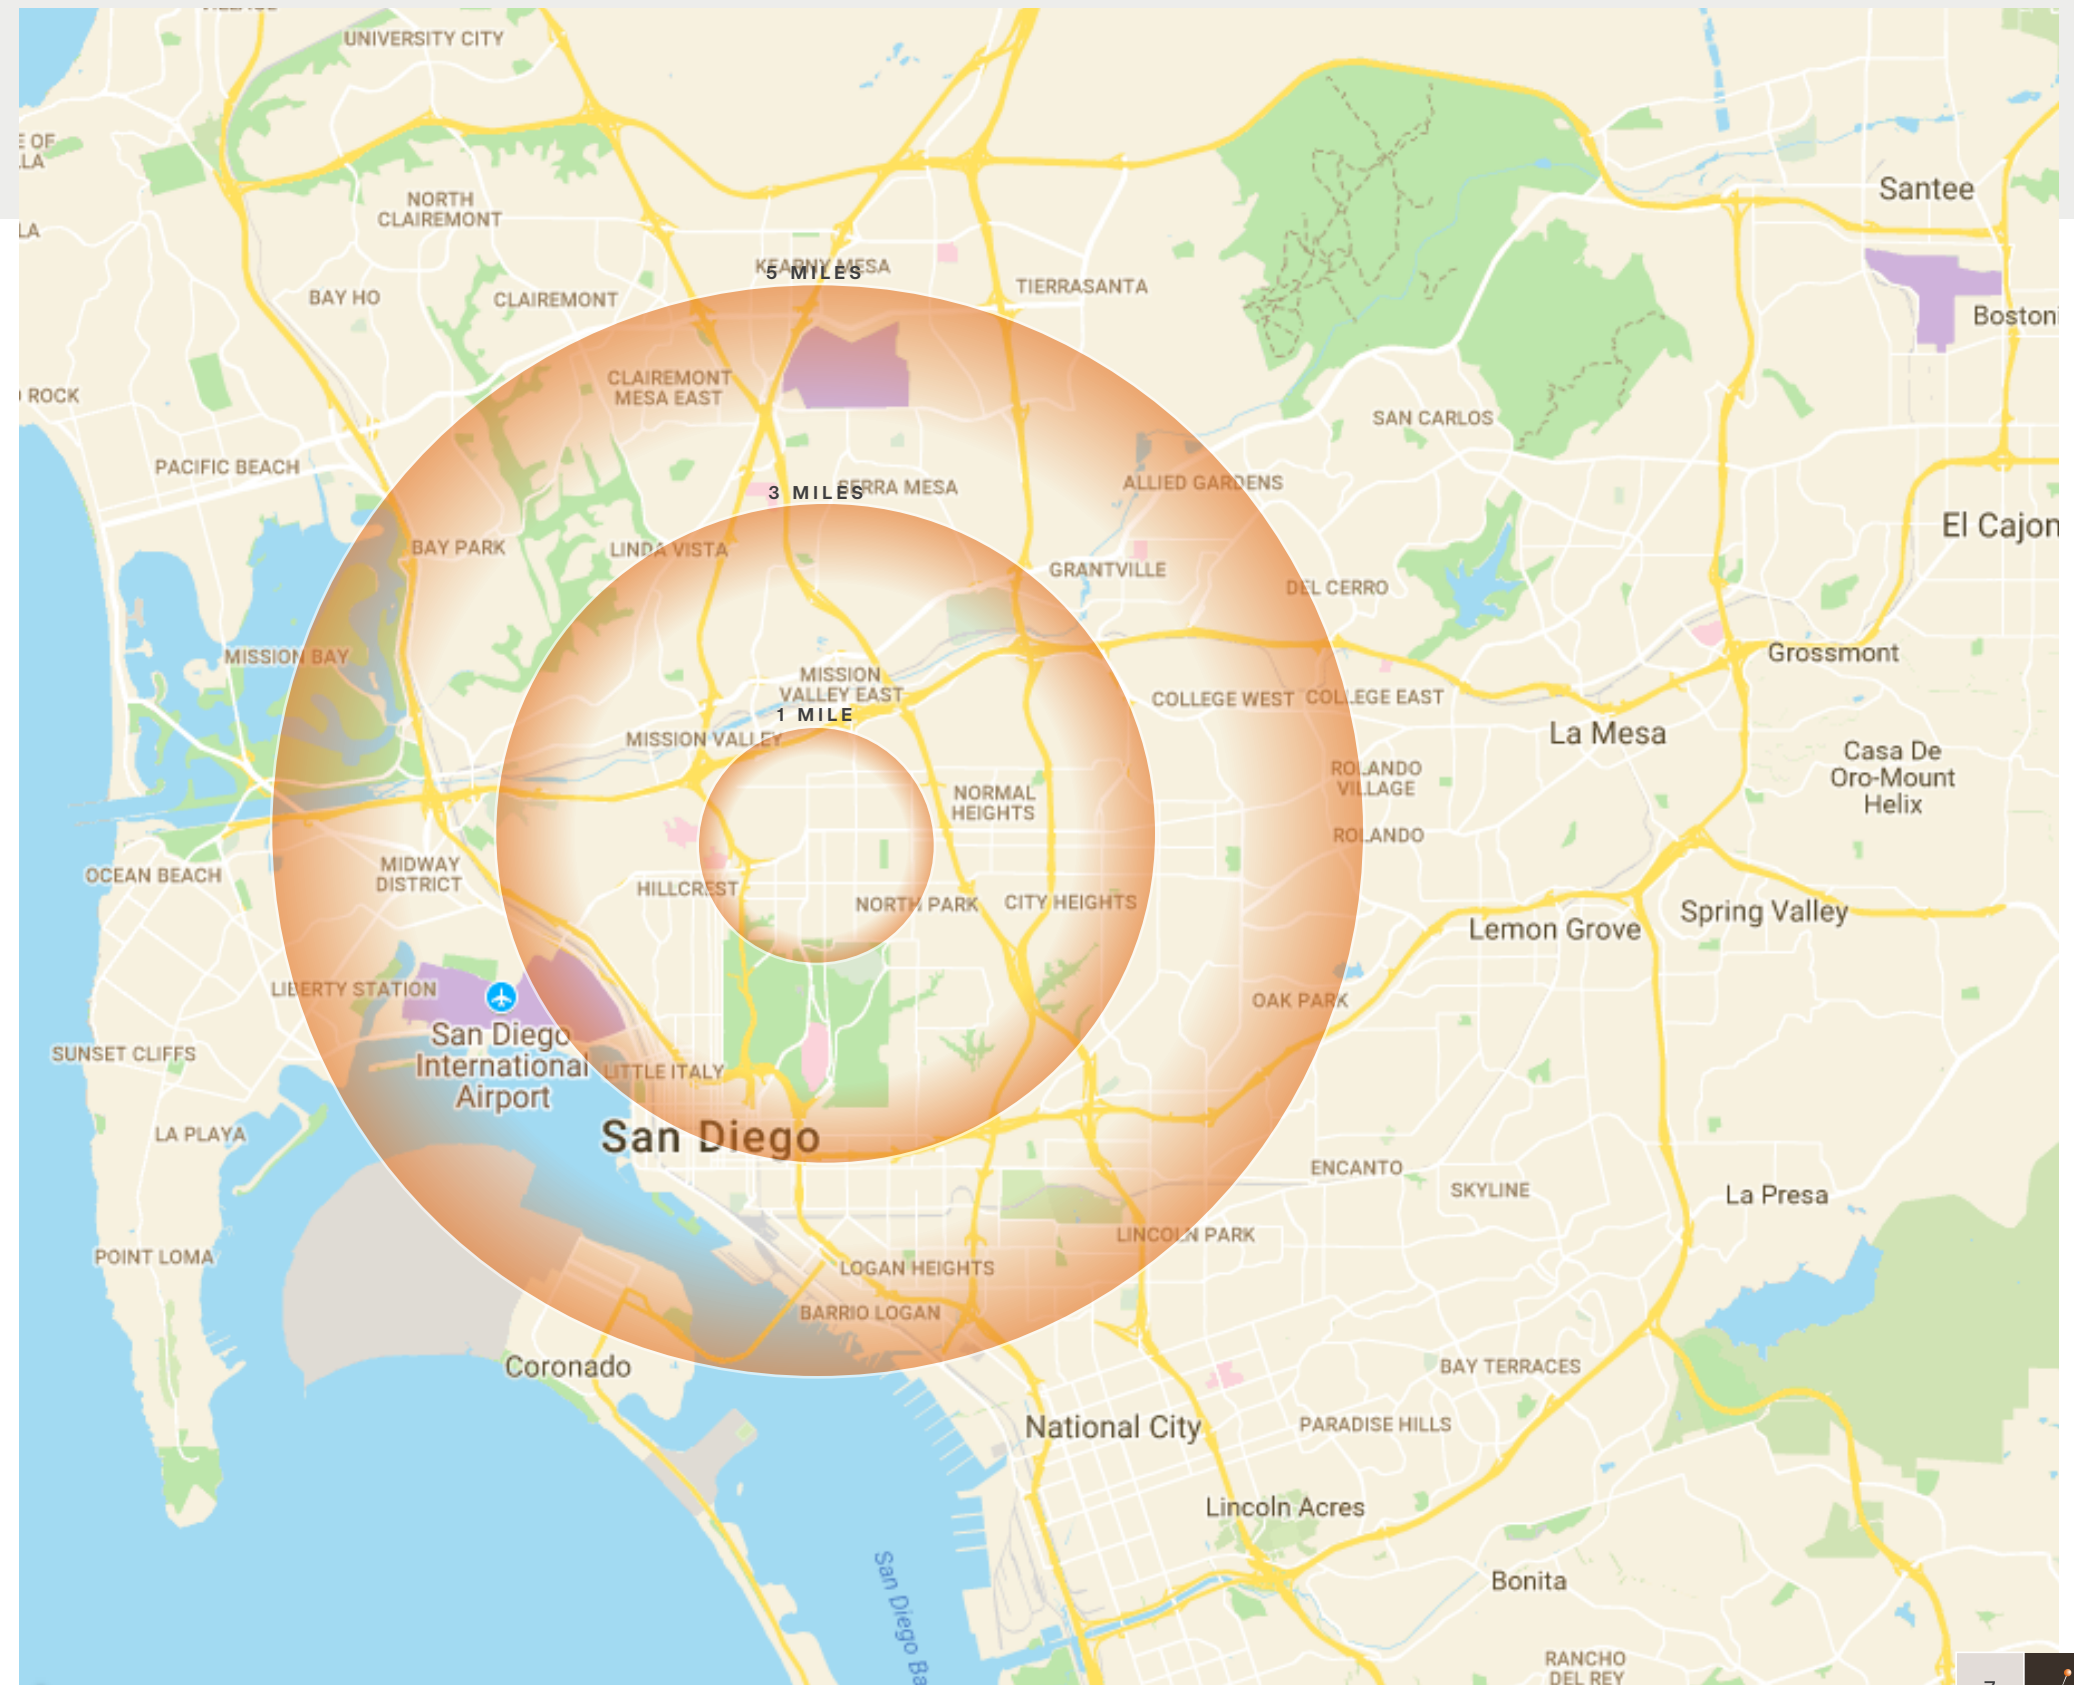 UNIVERSITY CITY
NORTH
CLAIREMONT
Santee
KEARNY MESA
5 MILES
TIERRASANTA
BAY HO
CLAIREMONT
Bostoni
CLAIREMONT
MESA EAST
ROCK
SAN CARLOS
PACIFIC BEACH
3 MILES
SERRA MESA
ALLIED GARDENS
El Cajon
BAY PARK
LINDA VISTA
GRANTVILLE
DEL CERRO
MISSION BAY
Grossmont
MISSION
VALLEY EAST
COLLEGE WEST
COLLEGE EAST
1 MILE
MISSION VALLEY
La Mesa
Casa De
Oro-Mount
Helix
ROLANDO
VILLAGE
NORMAL
HEIGHTS
ROLANDO
MIDWAY
DISTRICT
OCEAN BEACH
HILLCREST
NORTH PARK
CITY HEIGHTS
Spring Valley
Lemon Grove
LIBERTY STATION
OAK PARK
San Diego
International
Airport
SUNSET CLIFFS
LITTLE ITALY
LA PLAYA
San Diego
ENCANTO
SKYLINE
La Presa
LINCOLN PARK
POINT LOMA
LOGAN HEIGHTS
BARRIO LOGAN
Coronado
BAY TERRACES
National City
PARADISE HILLS
Lincoln Acres
San Diego Ba
Bonita
RANCHO
DEL REY